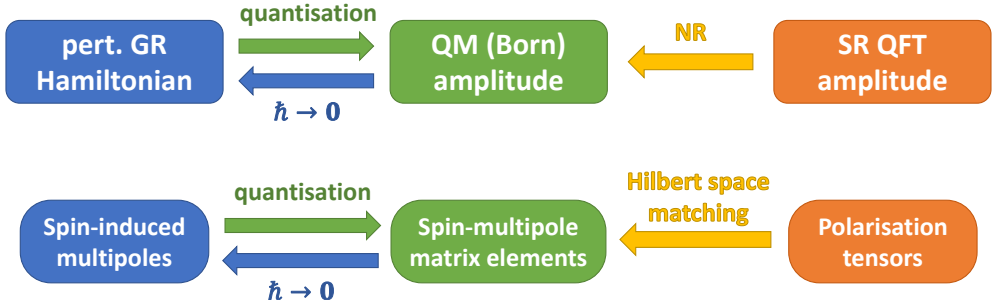 quantisation
pert. GR
Hamiltonian
QM (Born)
amplitude
NR
SR QFT
amplitude
ℏ → 0
quantisation
Hilbert space
matching
Spin-induced
multipoles
Spin-multipole
matrix elements
Polarisation
tensors
ℏ → 0